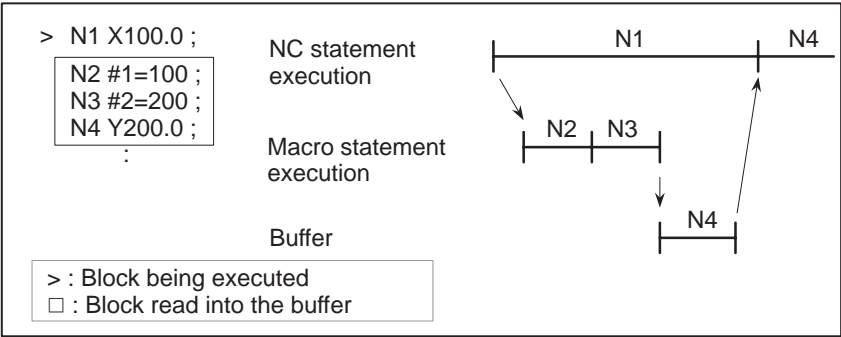 > N1 X100.0 ;
N2 #1=100 ;
N3 #2=200 ;
N4 Y200.0 ;
:
NC statement
execution
N1
N4
Macro statement
execution
N2
N3
Buffer
N4
> : Block being executed
□ : Block read into the buffer